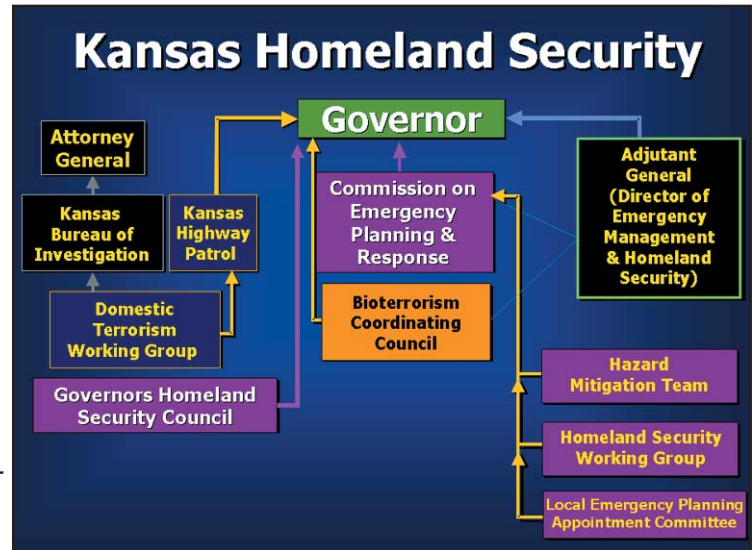 Kansas Homeland Security
Governor
Attorney
General
Kansas
Bureau of
Investigation
Kansas
Highway
Patrol
Domestic
Terrorism
Working Group
Governors Homeland
Security Council
Commission on
Emergency
Planning &
Response
Bioterrorism
Coordinating
Council
Adjutant
General
(Director of
Emergency
Management
& Homeland
Security)
Hazard
Mitigation Team
Homeland Security
Working Group
Local Emergency Planning
Appointment Committee